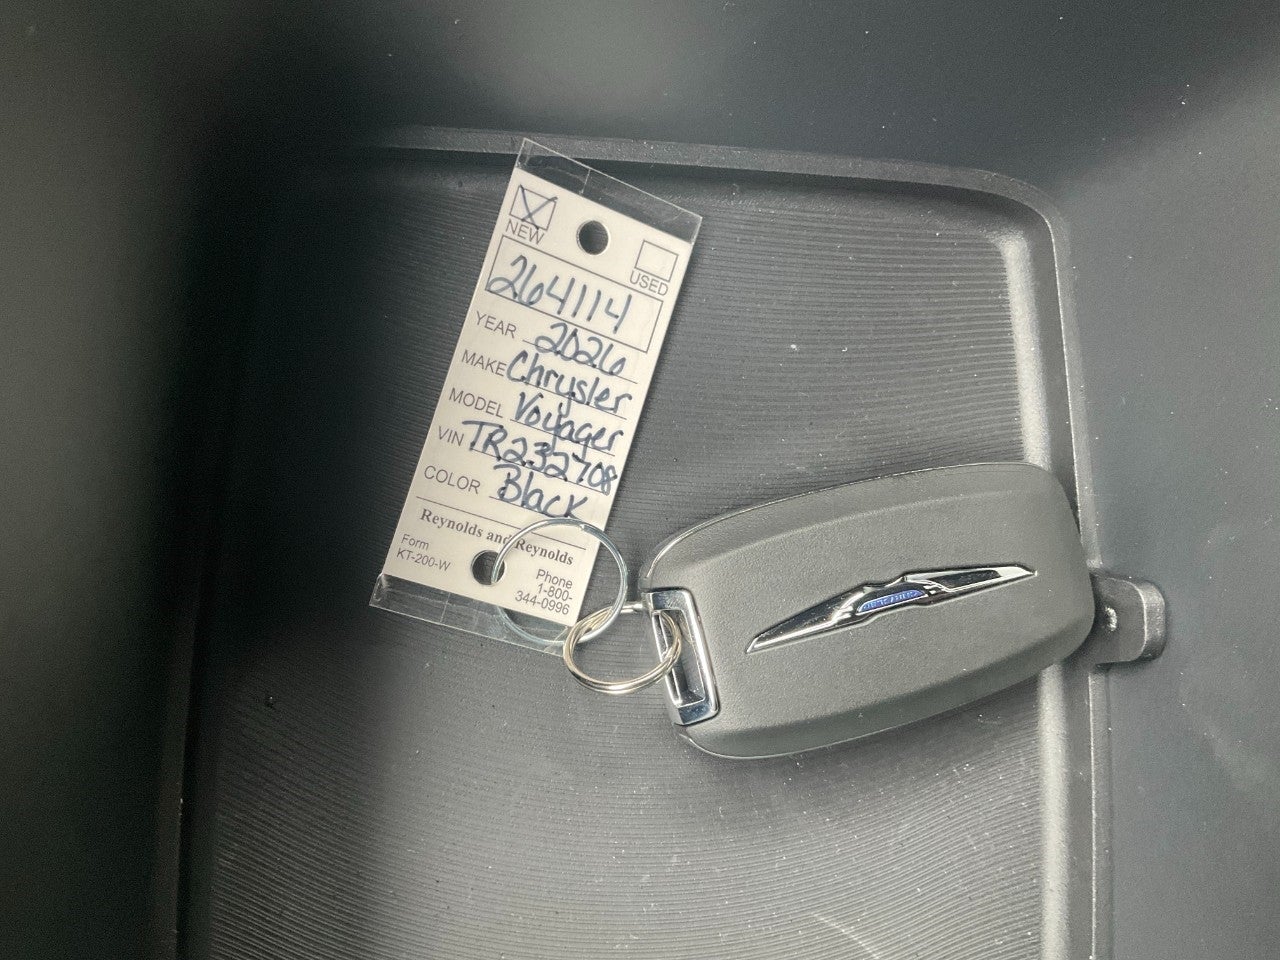 NEW
USED
264114
YEAR 2026
MAKE Chrysler
MODEL Voyager
VIN TR232708
COLOR Black
Reynolds and Reynolds
Form
KT-200-W
Phone
1-800-
344-0996
CHRYSLER